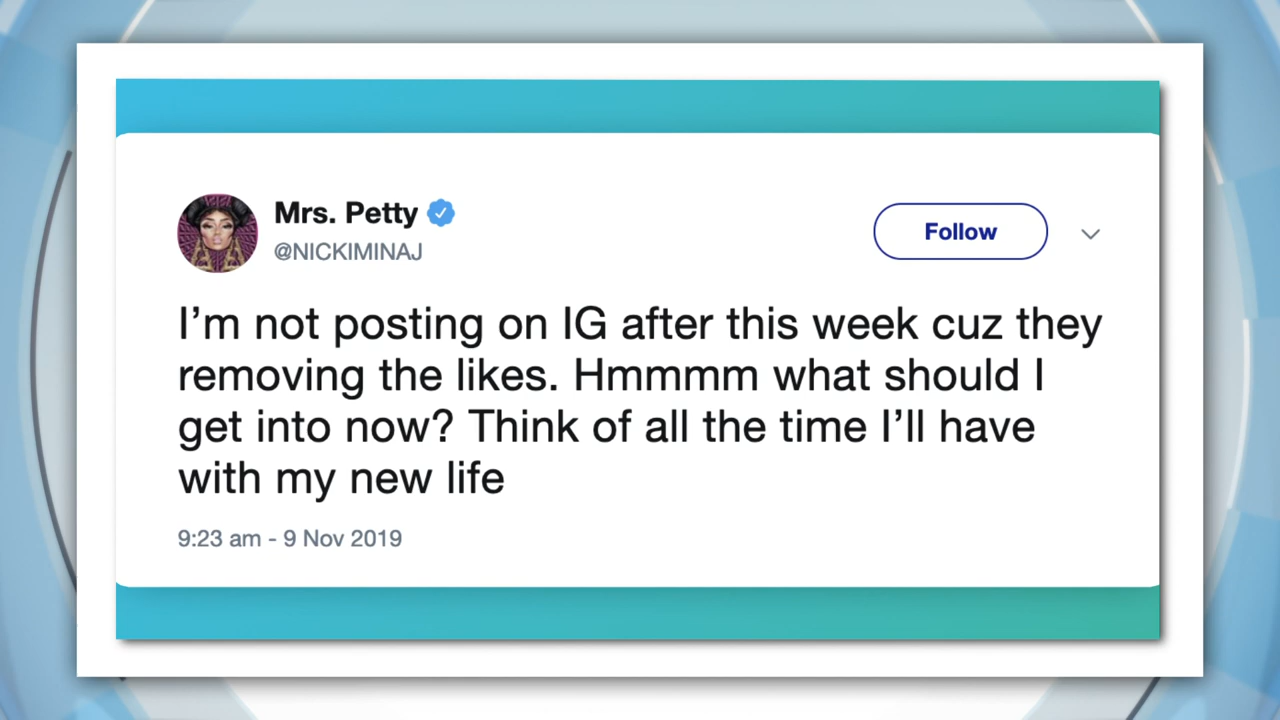 Mrs. Petty
@NICKIMINAJ
Follow
I’m not posting on IG after this week cuz they
removing the likes. Hmmmm what should I
get into now? Think of all the time I’ll have
with my new life
9:23 am - 9 Nov 2019